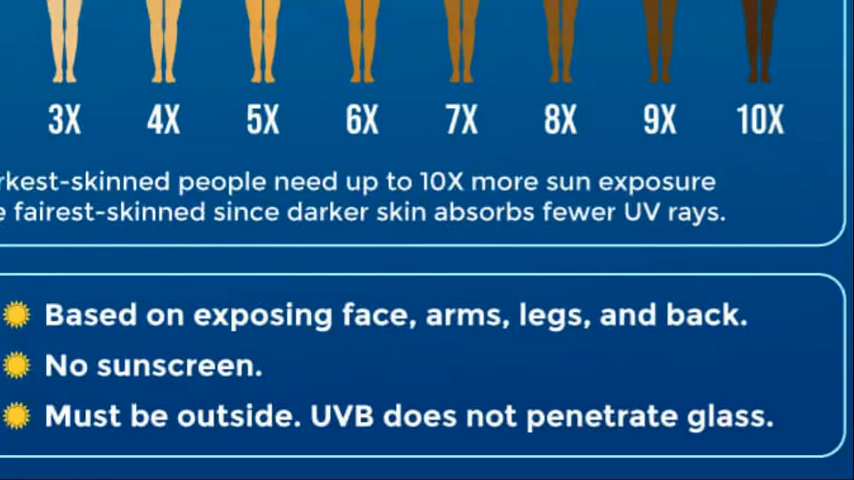 3X 4X 5X 6X 7X 8X 9X 10X
people need up to 10X more sun exposure
fairest-skinned since darker skin absorbs fewer UV rays.
Based on exposing face, arms, legs, and back.
No sunscreen.
Must be outside. UVB does not penetrate glass.